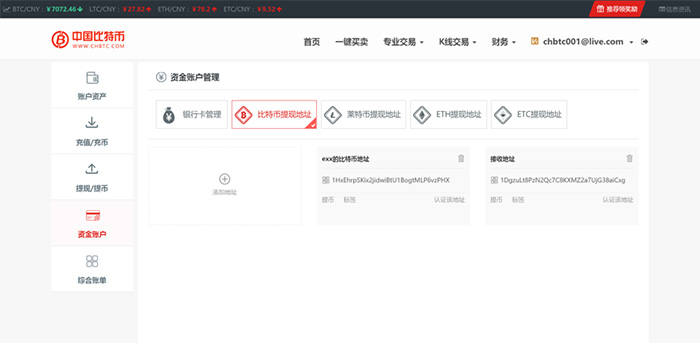 BTC/CNY：￥7072.46↓ LTC/CNY：￥27.82↑ ETH/CNY：￥78.2↑ ETC/CNY：￥9.52↑ 推荐领奖励 信息资讯
中国比特币
WWW.CHBTC.COM
首页 一键买卖 专业交易 K线交易 财务 chbtc001@live.com
账户资产
充值/充币
提现/提币
资金账户
综合账单
资金账户管理
银行卡管理 比特币提现地址 莱特币提现地址 ETH提现地址 ETC提现地址
添加地址
exx的比特币地址
1HxEhrpSKix2jidwiBtU1BogtMLP6vzPHX
提币 标签 认证该地址
接收地址
1DgzuLt8PzN2Qc7C8KXMZ2a7UjG38aiCxg
提币 标签 认证该地址